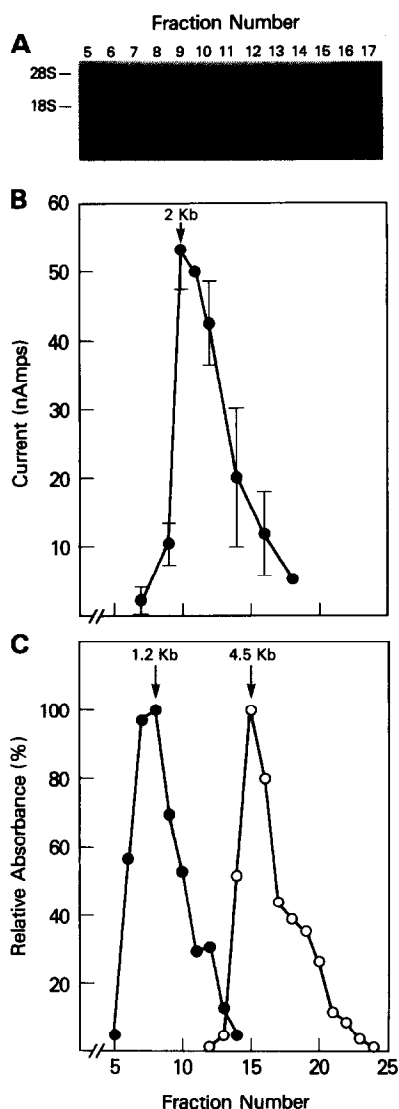 Fraction Number
A
5 6 7 8 9 10 11 12 13 14 15 16 17
28S
18S
B
60
2 Kb
50
40
30
20
10
Current (nAmps)
C
1.2 Kb 4.5 Kb
100
80
60
40
20
Relative Absorbance (%)
5 10 15 20 25
Fraction Number